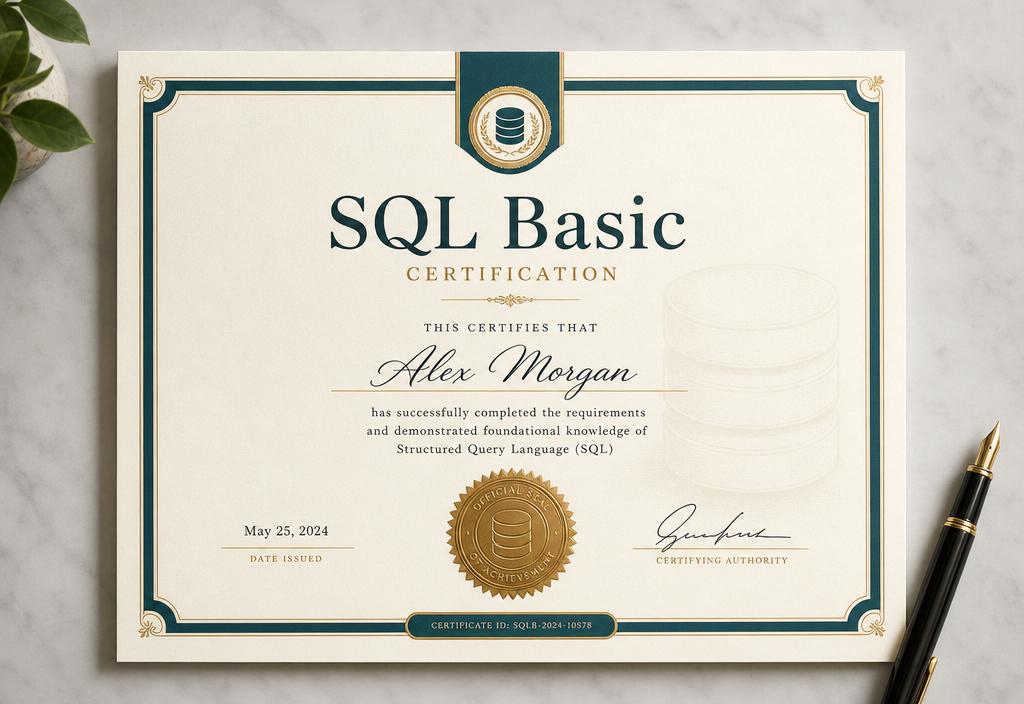 SQL Basic
CERTIFICATION
THIS CERTIFIES THAT
Alex Morgan
has successfully completed the requirements
and demonstrated foundational knowledge of
Structured Query Language (SQL)
OFFICIAL SEAL
OF ACHIEVEMENT
May 25, 2024
DATE ISSUED
CERTIFYING AUTHORITY
CERTIFICATE ID: SQLB-2024-10578